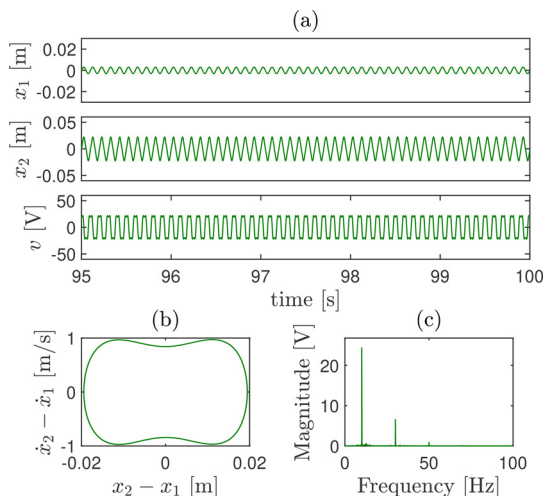 (a)
0.02
0
-0.02
x₁ [m]
0.05
0
-0.05
x₂ [m]
50
0
-50
v [V]
95 96 97 98 99 100
time [s]
(b) (c)
1
0
-1
ẋ₂ − ẋ₁ [m/s]
-0.02 0 0.02
x₂ − x₁ [m]
20
10
0
Magnitude [V]
0 50 100
Frequency [Hz]